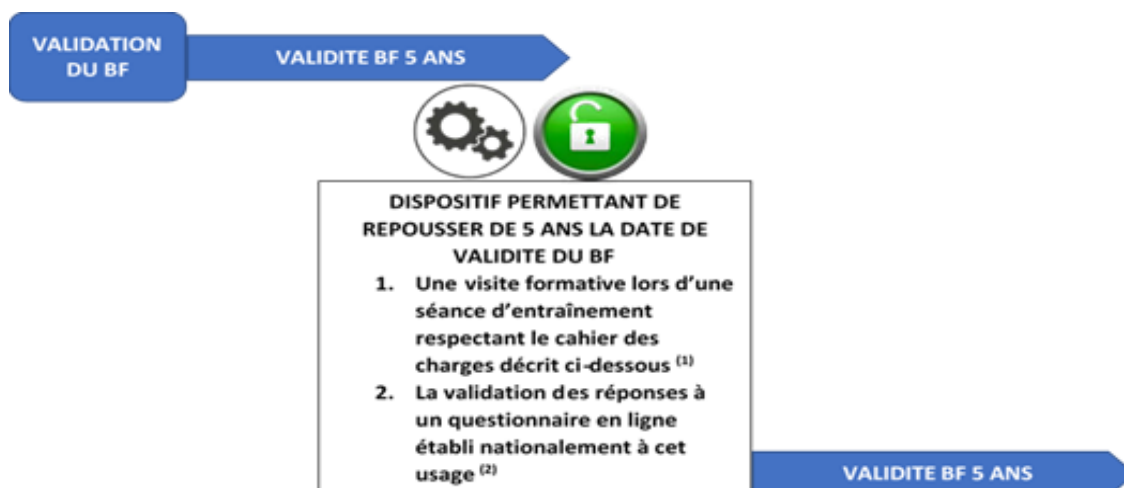 VALIDATION
DU BF
VALIDITE BF 5 ANS
DISPOSITIF PERMETTANT DE
REPOUSSER DE 5 ANS LA DATE DE
VALIDITE DU BF
1. Une visite formative lors d’une
séance d’entraînement
respectant le cahier des
charges décrit ci-dessous (1)
2. La validation des réponses à
un questionnaire en ligne
établi nationalement à cet
usage (2)
VALIDITE BF 5 ANS